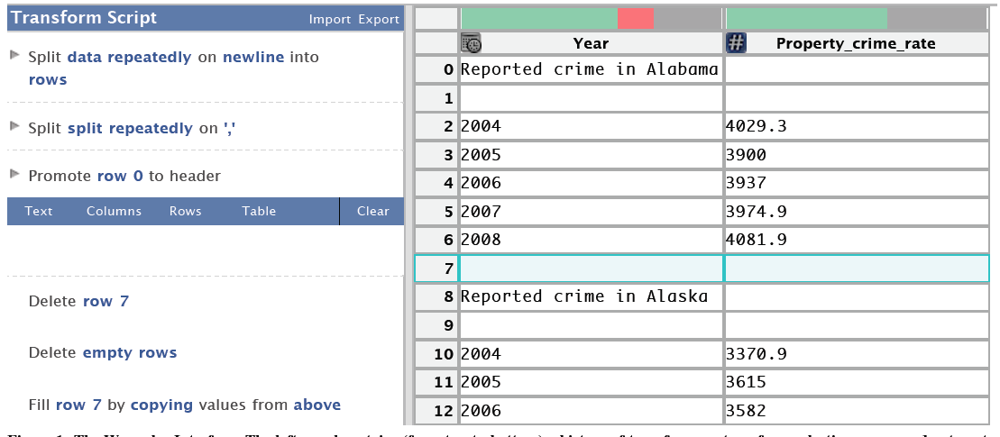 Transform Script Import Export
Split data repeatedly on newline into
rows
Split split repeatedly on ','
Promote row 0 to header
Text Columns Rows Table Clear
Delete row 7
Delete empty rows
Fill row 7 by copying values from above
Year Property_crime_rate
0 Reported crime in Alabama
1
2 2004 4029.3
3 2005 3900
4 2006 3937
5 2007 3974.9
6 2008 4081.9
7
8 Reported crime in Alaska
9
10 2004 3370.9
11 2005 3615
12 2006 3582